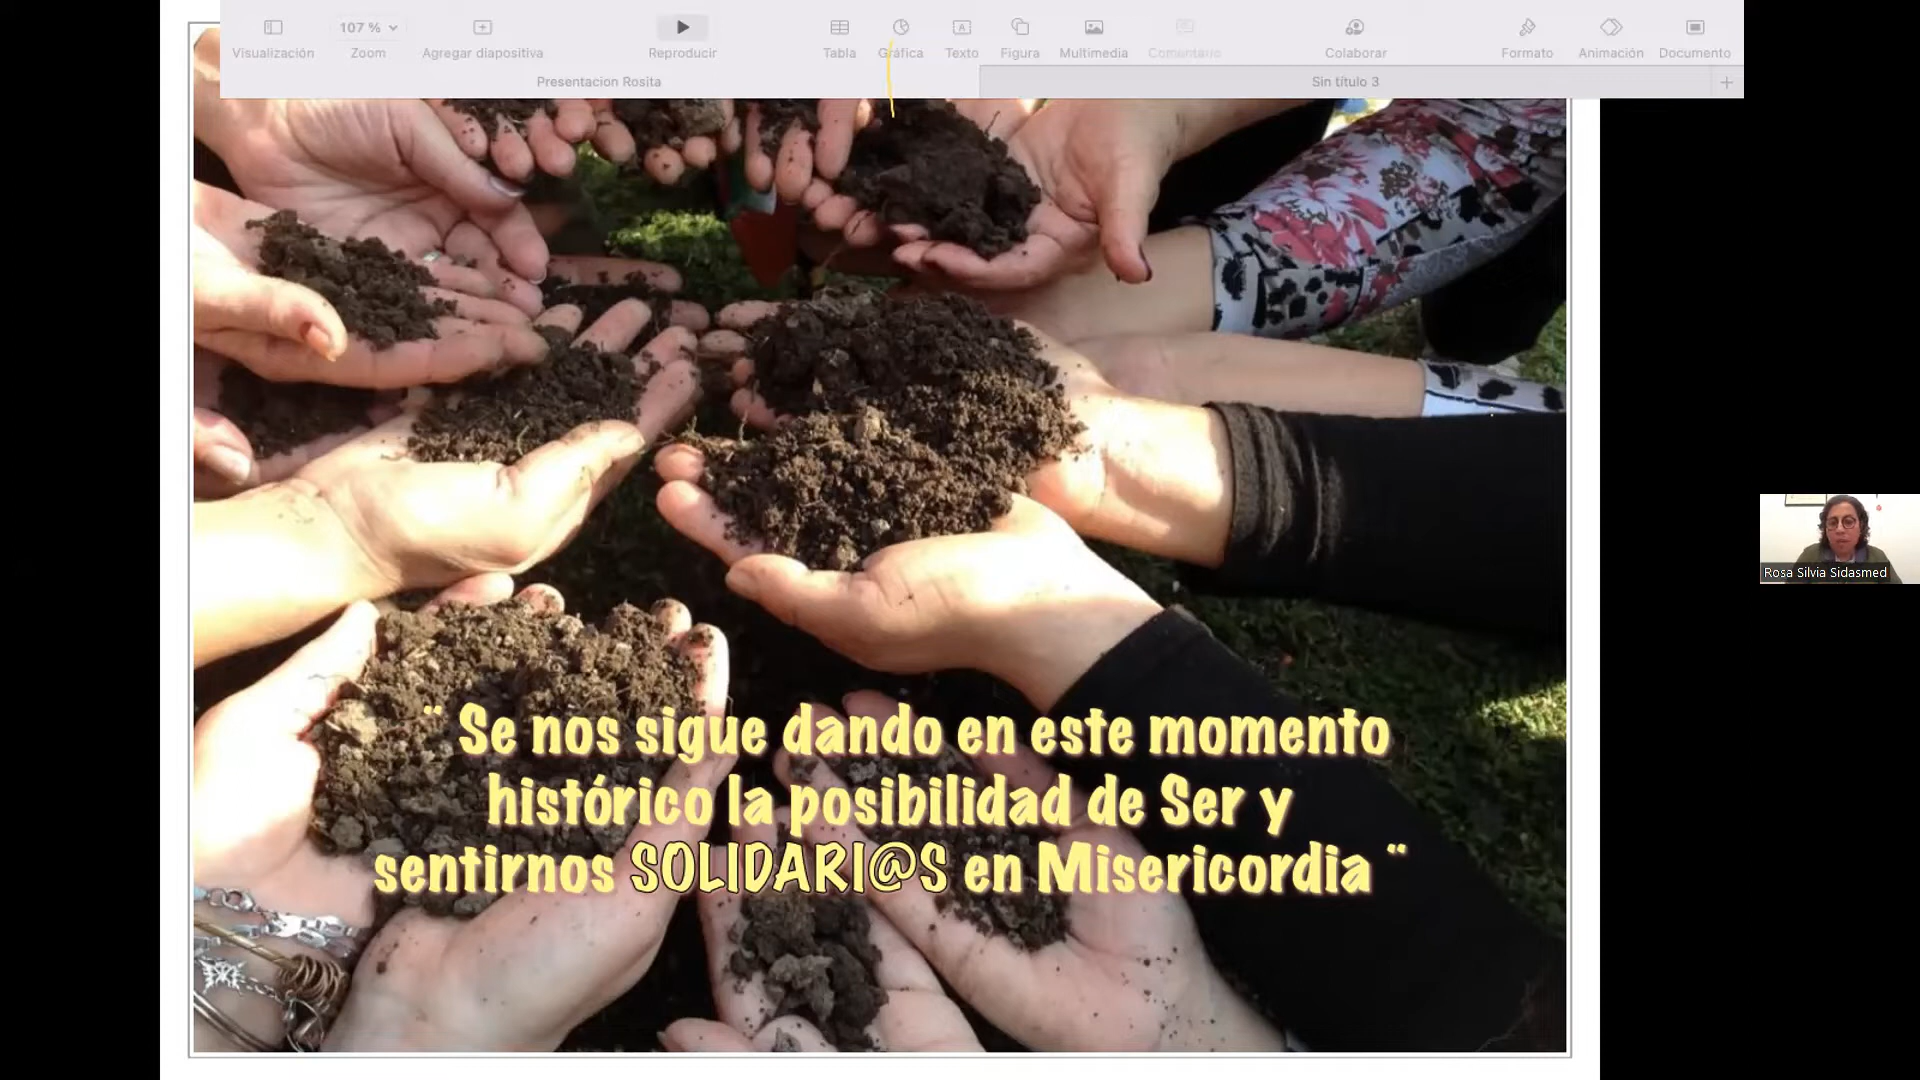 107 %
Visualización Zoom Agregar diapositiva Reproducir Tabla Gráfica Texto Figura Multimedia Comentario Colaborar Formato Animación Documento
Presentacion Rosita Sin título 3
¨ Se nos sigue dando en este momento
histórico la posibilidad de Ser y
sentirnos SOLIDARI@S en Misericordia ¨
Rosa Silvia Sidasmed